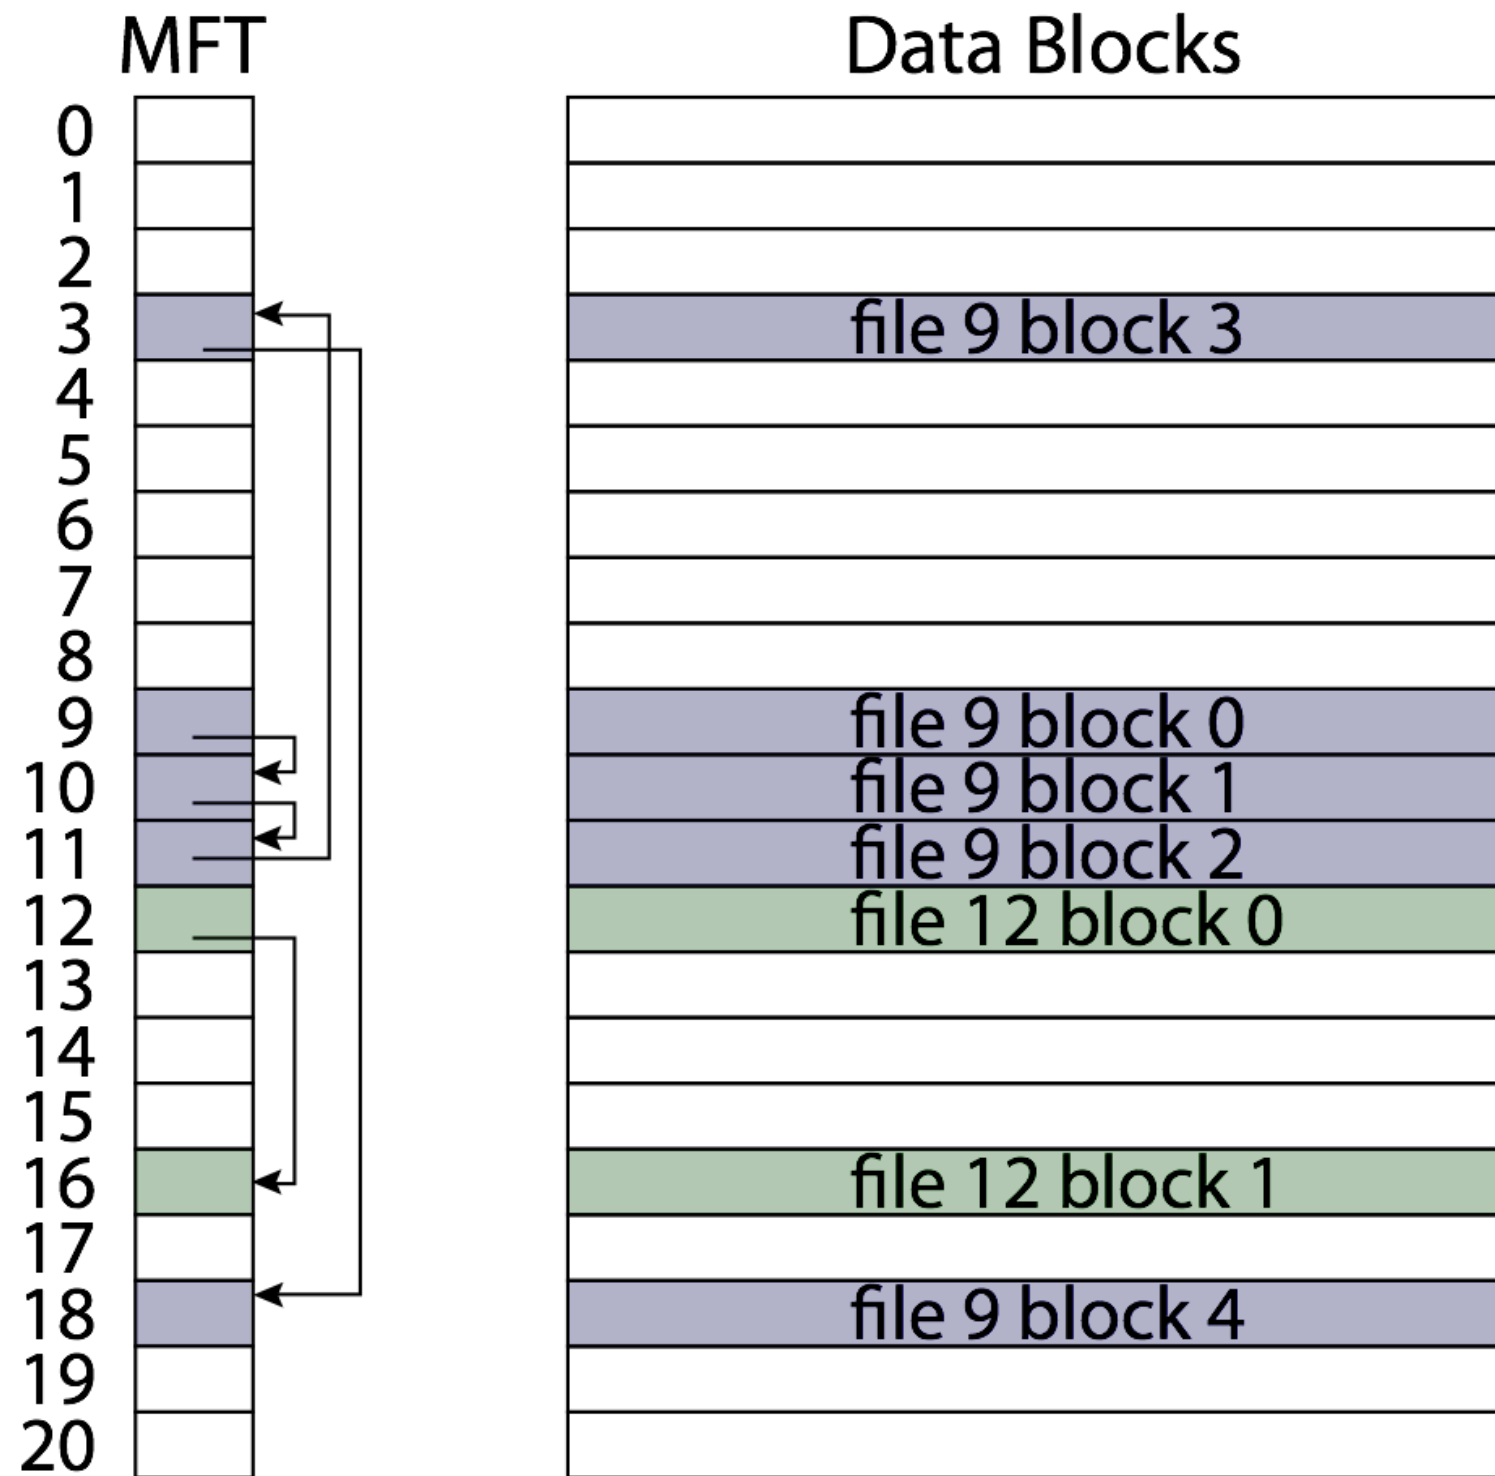 MFT Data Blocks
0
1
2
3 file 9 block 3
4
5
6
7
8
9 file 9 block 0
10 file 9 block 1
11 file 9 block 2
12 file 12 block 0
13
14
15
16 file 12 block 1
17
18 file 9 block 4
19
20